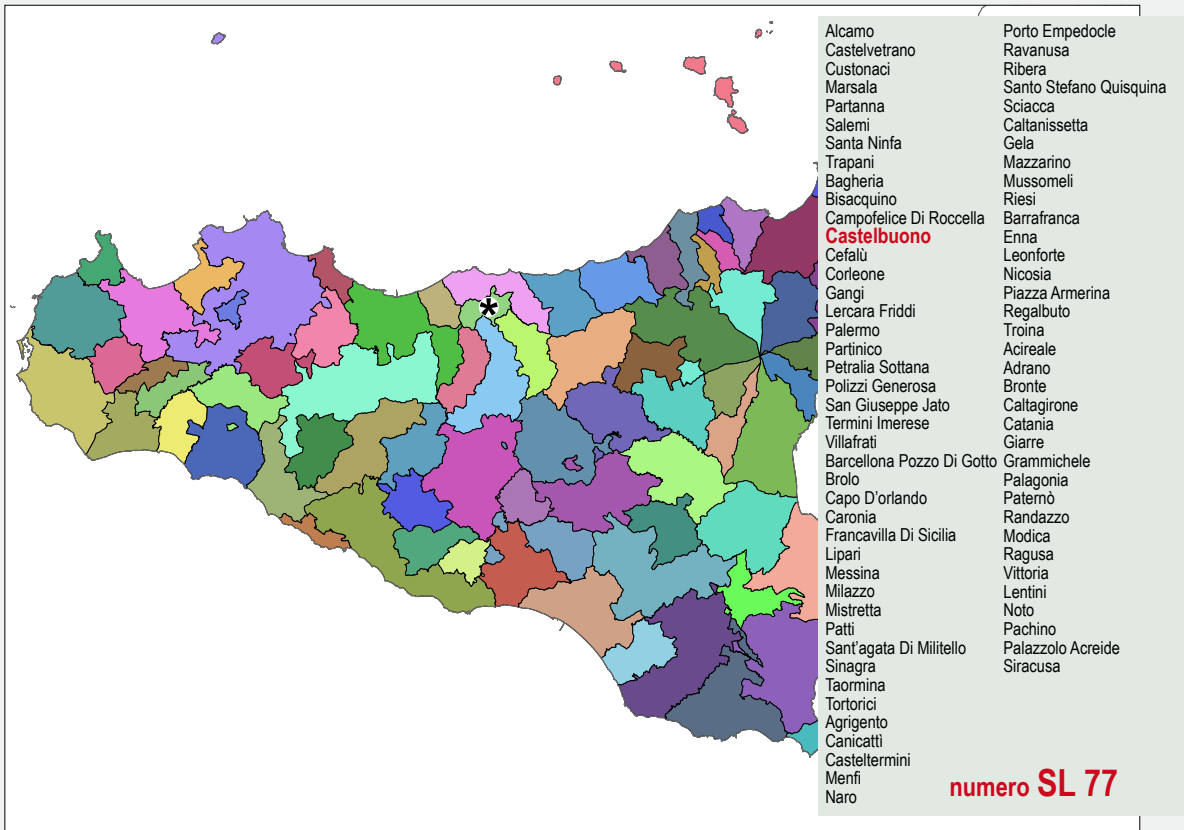 Alcamo
Castelvetrano
Custonaci
Marsala
Partanna
Salemi
Santa Ninfa
Trapani
Bagheria
Bisacquino
Campofelice Di Roccella
Castelbuono
Cefalù
Corleone
Gangi
Lercara Friddi
Palermo
Partinico
Petralia Sottana
Polizzi Generosa
San Giuseppe Jato
Termini Imerese
Villafrati
Barcellona Pozzo Di Gotto
Brolo
Capo D'orlando
Caronia
Francavilla Di Sicilia
Lipari
Messina
Milazzo
Mistretta
Patti
Sant'agata Di Militello
Sinagra
Taormina
Tortorici
Agrigento
Canicattì
Casteltermini
Menfi
Naro
Porto Empedocle
Ravanusa
Ribera
Santo Stefano Quisquina
Sciacca
Caltanissetta
Gela
Mazzarino
Mussomeli
Riesi
Barrafranca
Enna
Leonforte
Nicosia
Piazza Armerina
Regalbuto
Troina
Acireale
Adrano
Bronte
Caltagirone
Catania
Giarre
Grammichele
Palagonia
Paternò
Randazzo
Modica
Ragusa
Vittoria
Lentini
Noto
Pachino
Palazzolo Acreide
Siracusa
numero SL 77
*